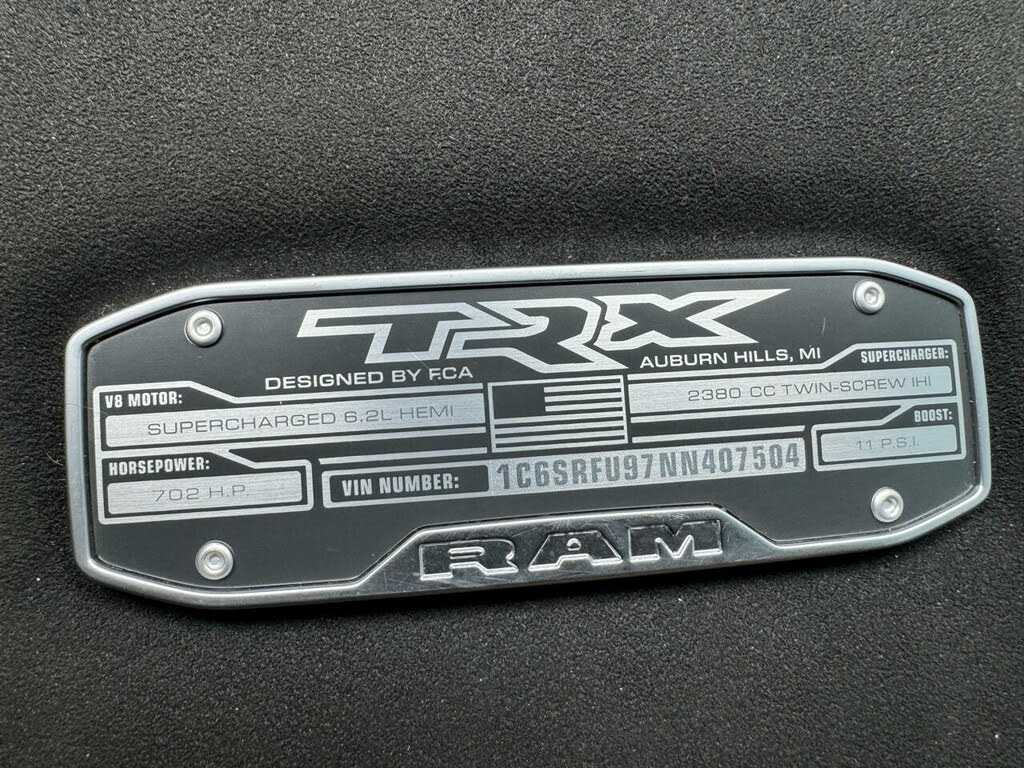 TRX
DESIGNED BY FCA
AUBURN HILLS, MI
V8 MOTOR:
SUPERCHARGED 6.2L HEMI
SUPERCHARGER:
2380 CC TWIN-SCREW IHI
HORSEPOWER:
702 H.P.
VIN NUMBER: 1C6SRFU97NN407504
BOOST:
11 P.S.I.
RAM